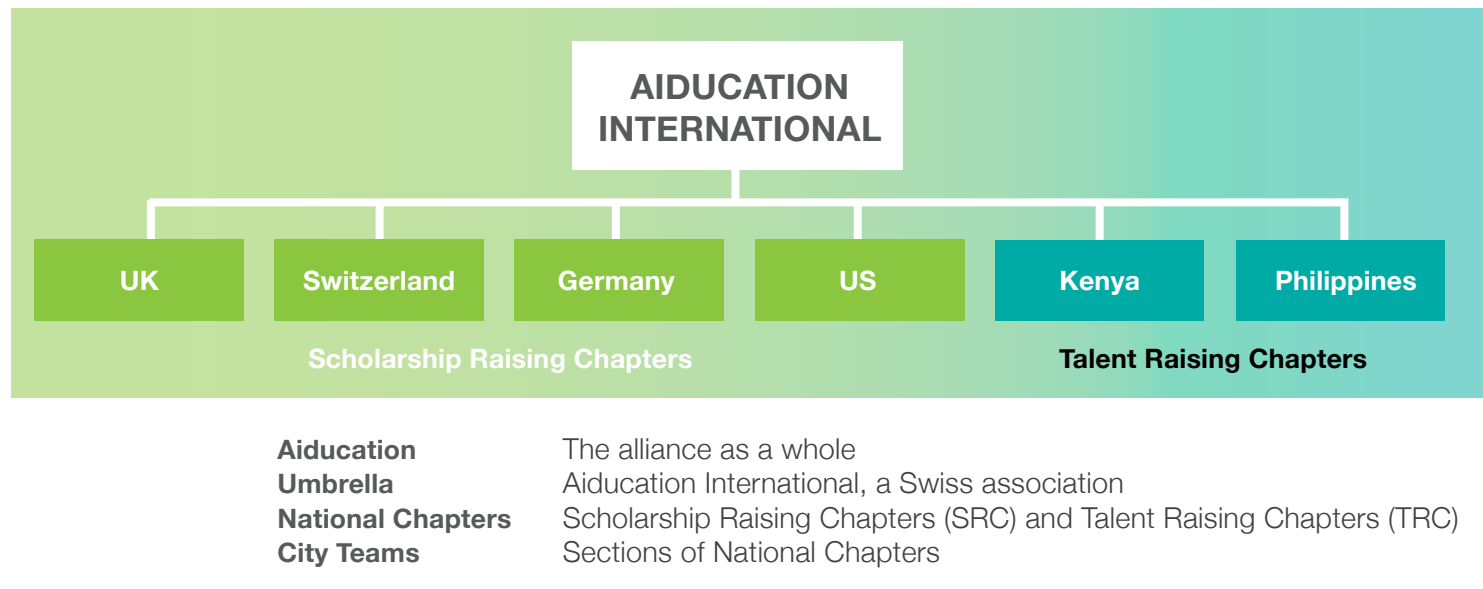 AIDUCATION
INTERNATIONAL
UK
Switzerland
Germany
US
Kenya
Philippines
Scholarship Raising Chapters
Talent Raising Chapters
Aiducation The alliance as a whole
Umbrella Aiducation International, a Swiss association
National Chapters Scholarship Raising Chapters (SRC) and Talent Raising Chapters (TRC)
City Teams Sections of National Chapters